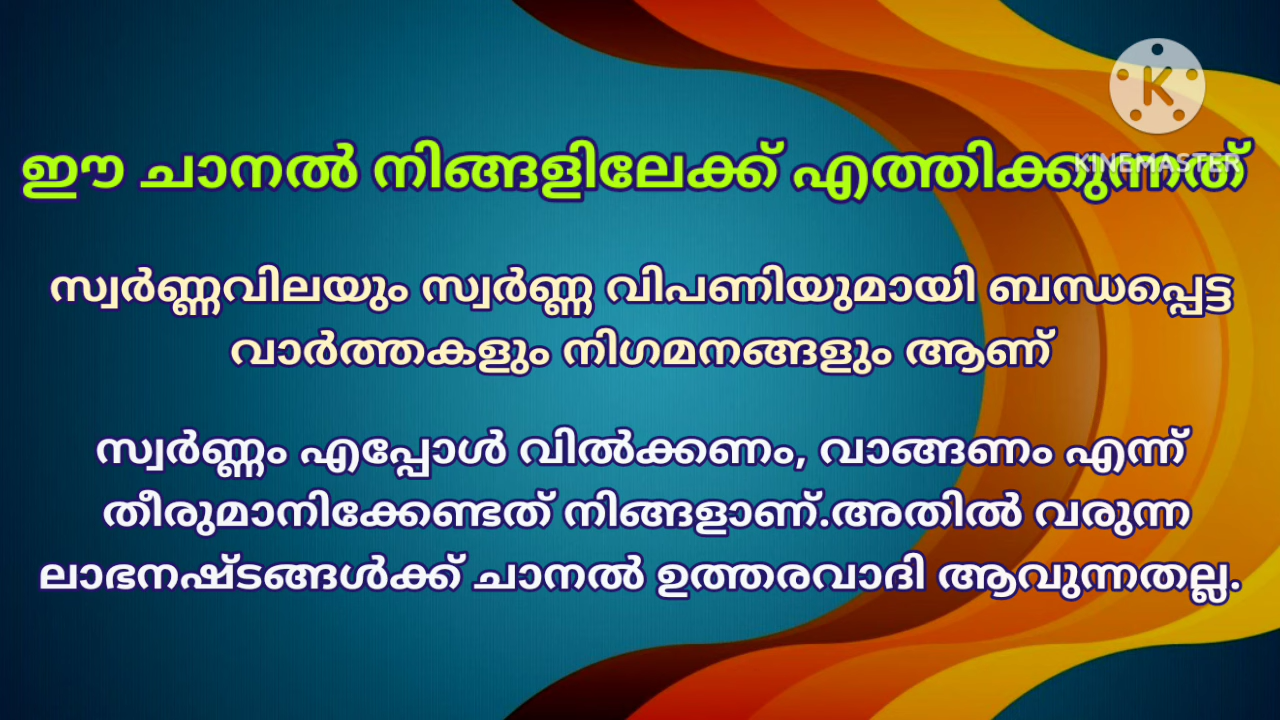 ഈ ചാനൽ നിങ്ങളിലേക്ക് എത്തിക്കുന്നത്
KINEMASTER
സ്വർണ്ണവിലയും സ്വർണ്ണ വിപണിയുമായി ബന്ധപ്പെട്ട
വാർത്തകളും നിഗമനങ്ങളും ആണ്
സ്വർണ്ണം എപ്പോൾ വിൽക്കണം, വാങ്ങണം എന്ന്
തീരുമാനിക്കേണ്ടത് നിങ്ങളാണ്.അതിൽ വരുന്ന
ലാഭനഷ്ടങ്ങൾക്ക് ചാനൽ ഉത്തരവാദി ആവുന്നതല്ല.